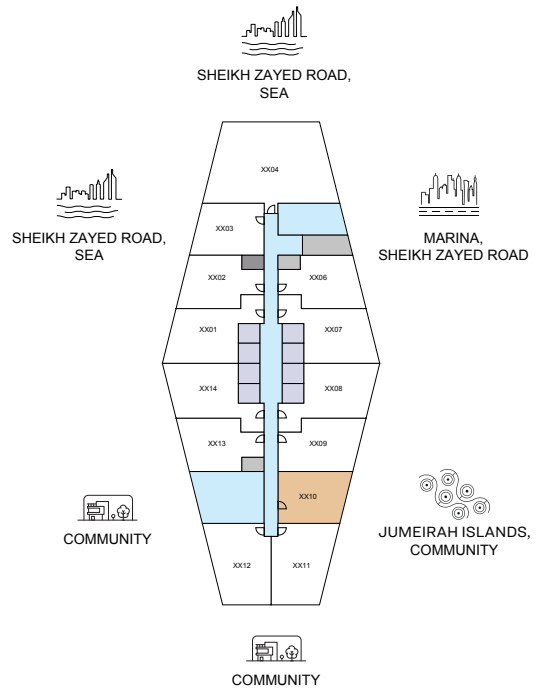 SHEIKH ZAYED ROAD,
SEA
XX04
SHEIKH ZAYED ROAD,
SEA
XX03
MARINA,
SHEIKH ZAYED ROAD
XX02
XX06
XX01
XX07
XX14
XX08
XX13
XX09
XX10
COMMUNITY
JUMEIRAH ISLANDS,
COMMUNITY
XX12
XX11
COMMUNITY